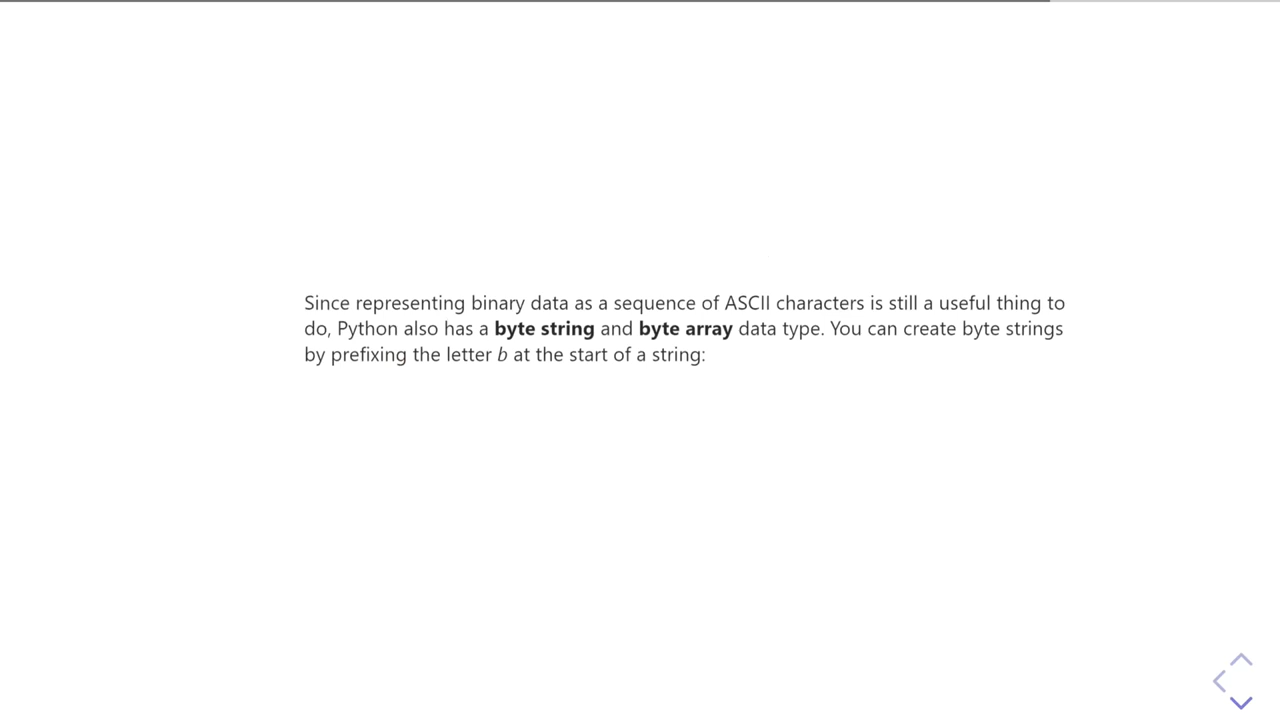 Since representing binary data as a sequence of ASCII characters is still a useful thing to
do, Python also has a byte string and byte array data type. You can create byte strings
by prefixing the letter b at the start of a string: